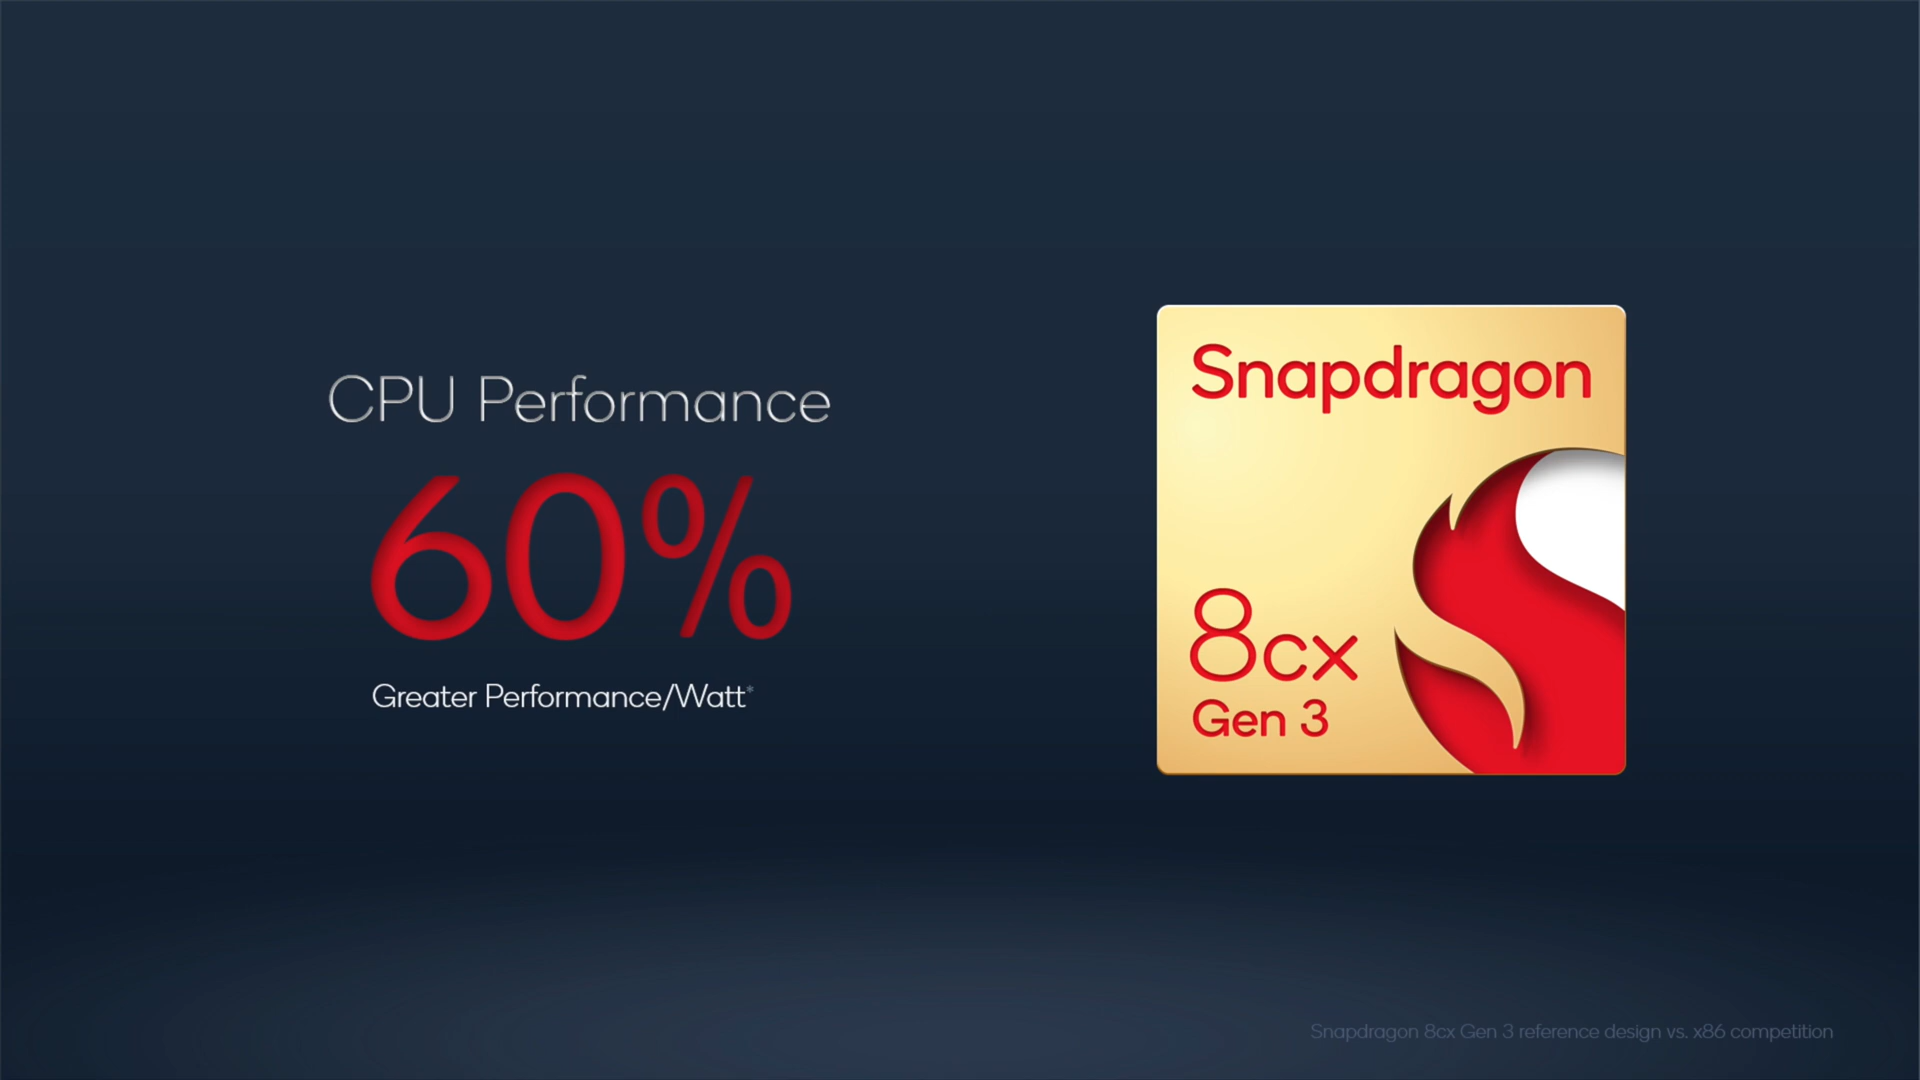 CPU Performance
60%
Greater Performance/Watt*
Snapdragon
8cx
Gen 3
Snapdragon 8cx Gen 3 reference design vs. x86 competition